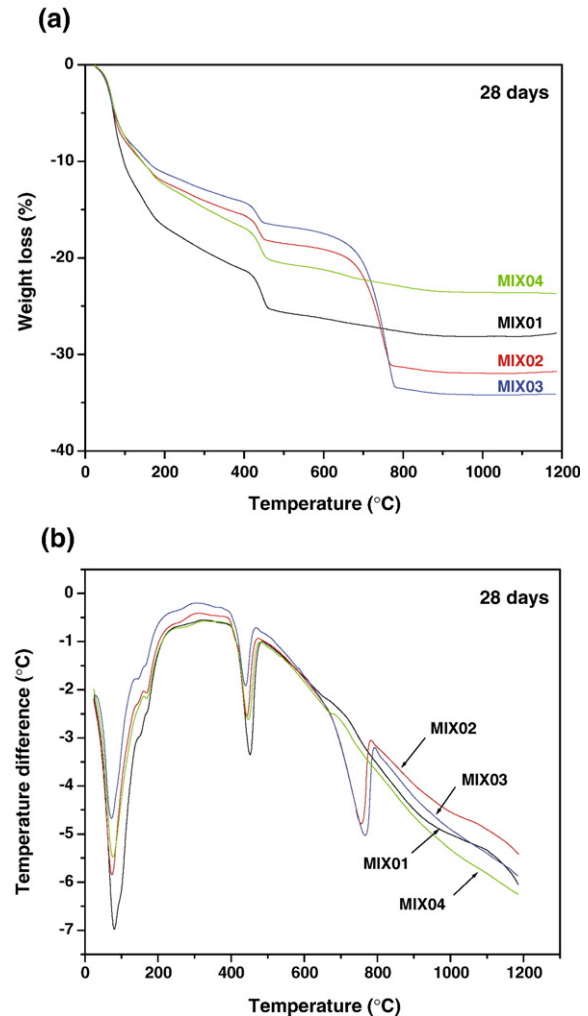 (a)
0
-10
-20
-30
-40
Weight loss (%)
28 days
MIX04
MIX01
MIX02
MIX03
0 200 400 600 800 1000 1200
Temperature (°C)
(b)
0
-1
-2
-3
-4
-5
-6
-7
Temperature difference (°C)
28 days
MIX02
MIX03
MIX01
MIX04
0 200 400 600 800 1000 1200
Temperature (°C)